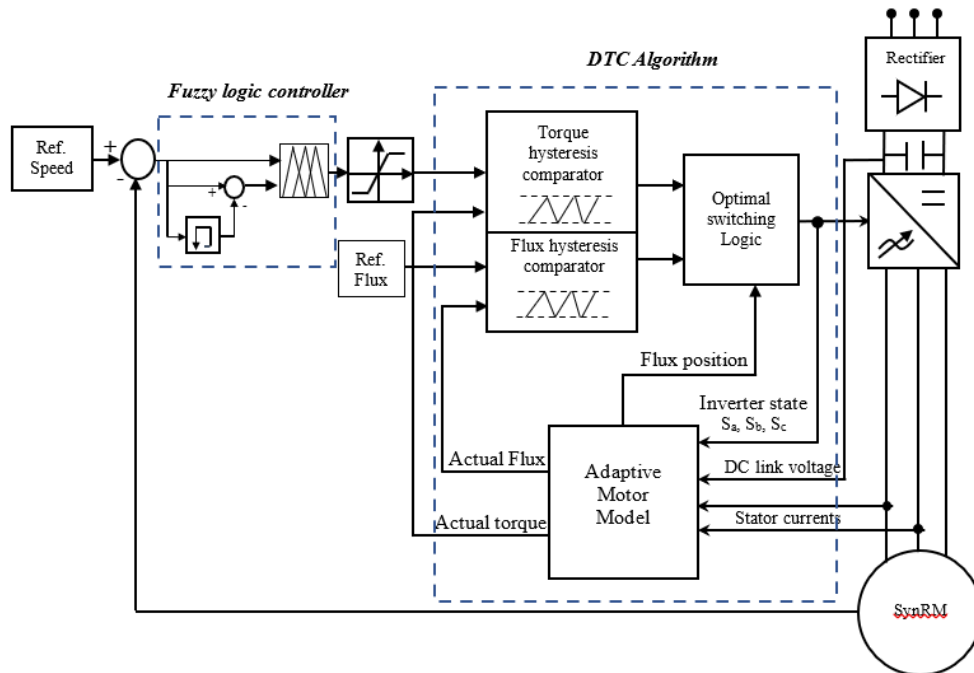 DTC Algorithm
Rectifier
Fuzzy logic controller
Ref.
Speed
+
-
+
-
Torque
hysteresis
comparator
Optimal
switching
Logic
Ref.
Flux
Flux hysteresis
comparator
Flux position
Inverter state
Sa, Sb, Sc
Actual Flux
DC link voltage
Adaptive
Motor
Model
Actual torque
Stator currents
SynRM